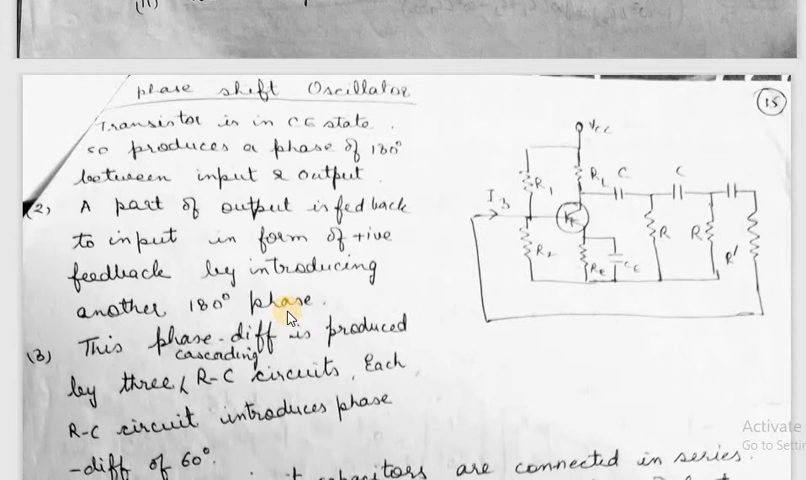 (11)
phase shift Oscillator
15
Transistor is in CE state.
so produces a phase of 180°
between input & output.
(2) A part of output is fed back
to input in form of +ive
feedback by introducing
another 180° phase.
(3) This phase-diff is produced
cascading
by three R-C circuits. Each
R-C circuit introduces phase
-diff of 60°.
capacitors are connected in series.
Vcc
RL C C
R1
IB
R2
RE CE
R R R'
Activate
Go to Settin